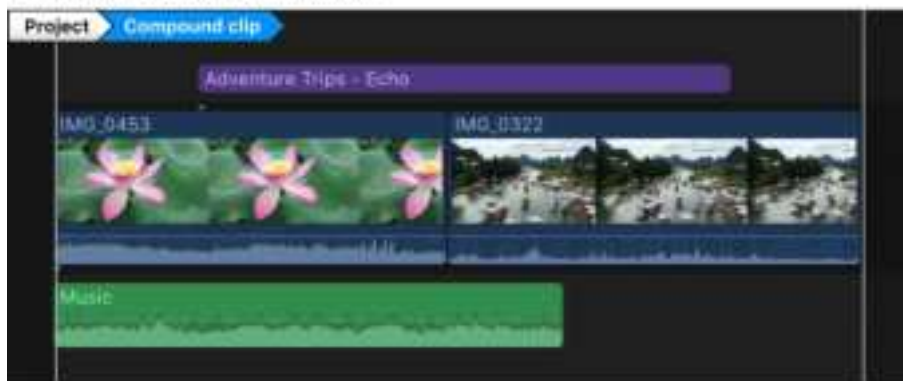 Project Compound clip
Adventure Trips - Echo
IMG_0453 IMG_0322
Music